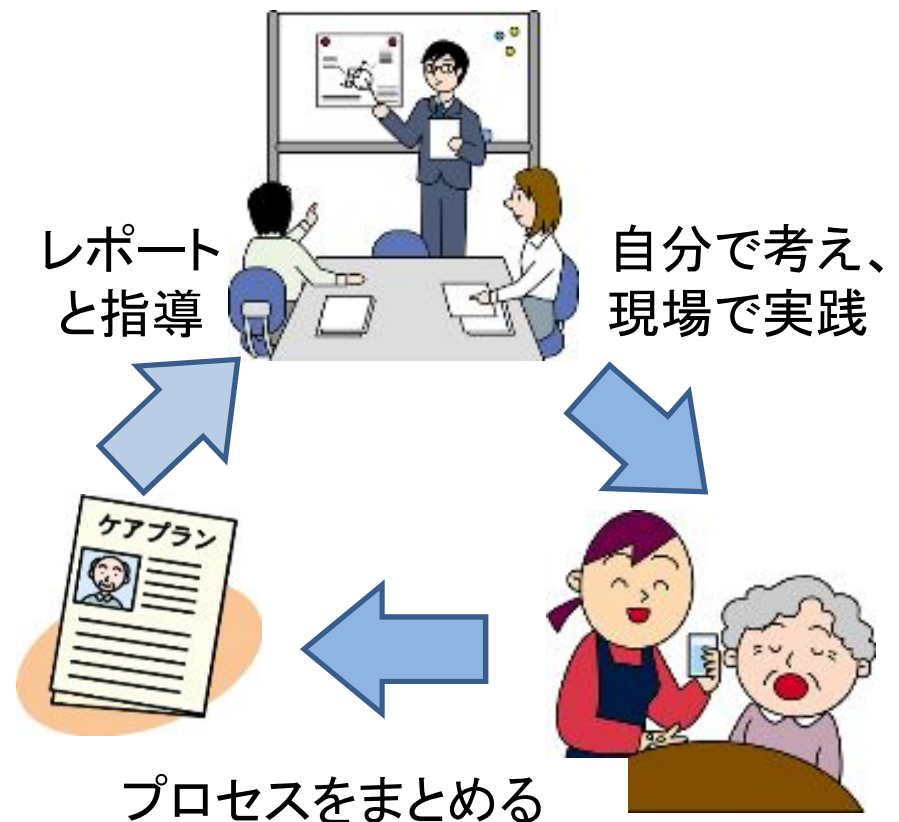 レポート
と指導
自分で考え、
現場で実践
ケアプラン
プロセスをまとめる